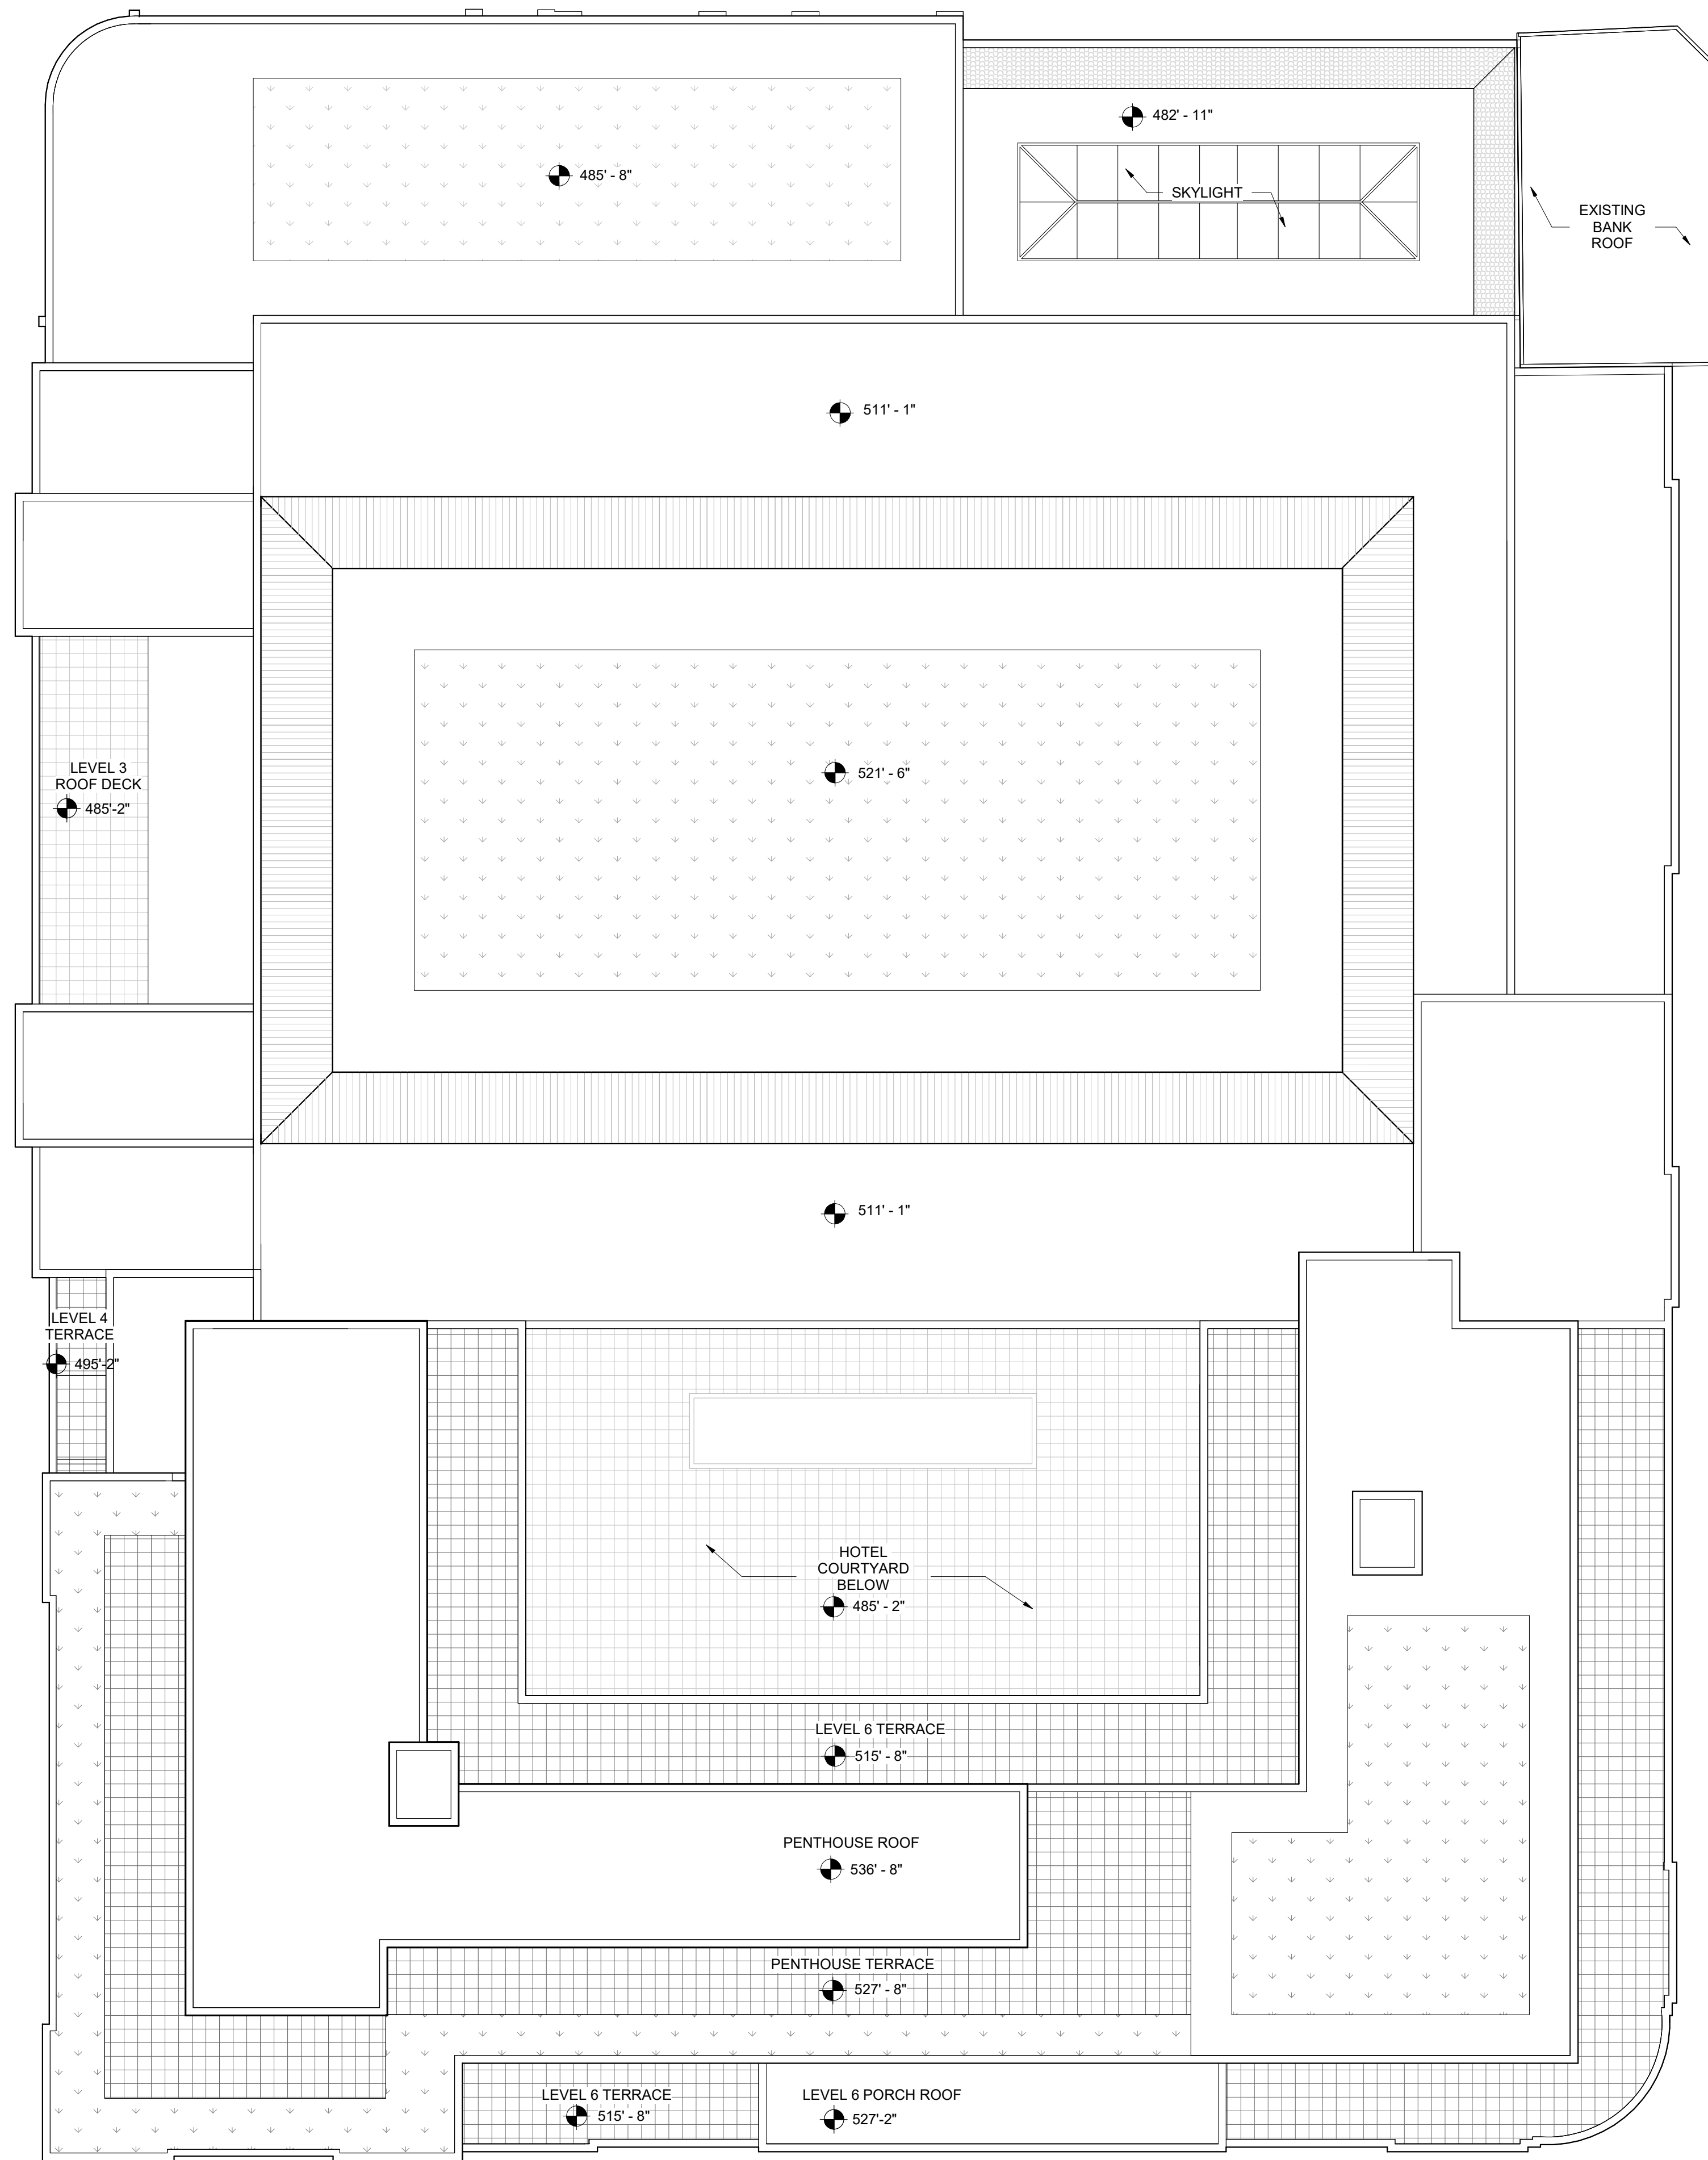 482' - 11"
485' - 8"
SKYLIGHT
EXISTING
BANK
ROOF
511' - 1"
521' - 6"
LEVEL 3
ROOF DECK
485'-2"
511' - 1"
LEVEL 4
TERRACE
495'-2"
HOTEL
COURTYARD
BELOW
485' - 2"
LEVEL 6 TERRACE
515' - 8"
PENTHOUSE ROOF
536' - 8"
PENTHOUSE TERRACE
527' - 8"
LEVEL 6 TERRACE
515' - 8"
LEVEL 6 PORCH ROOF
527'-2"